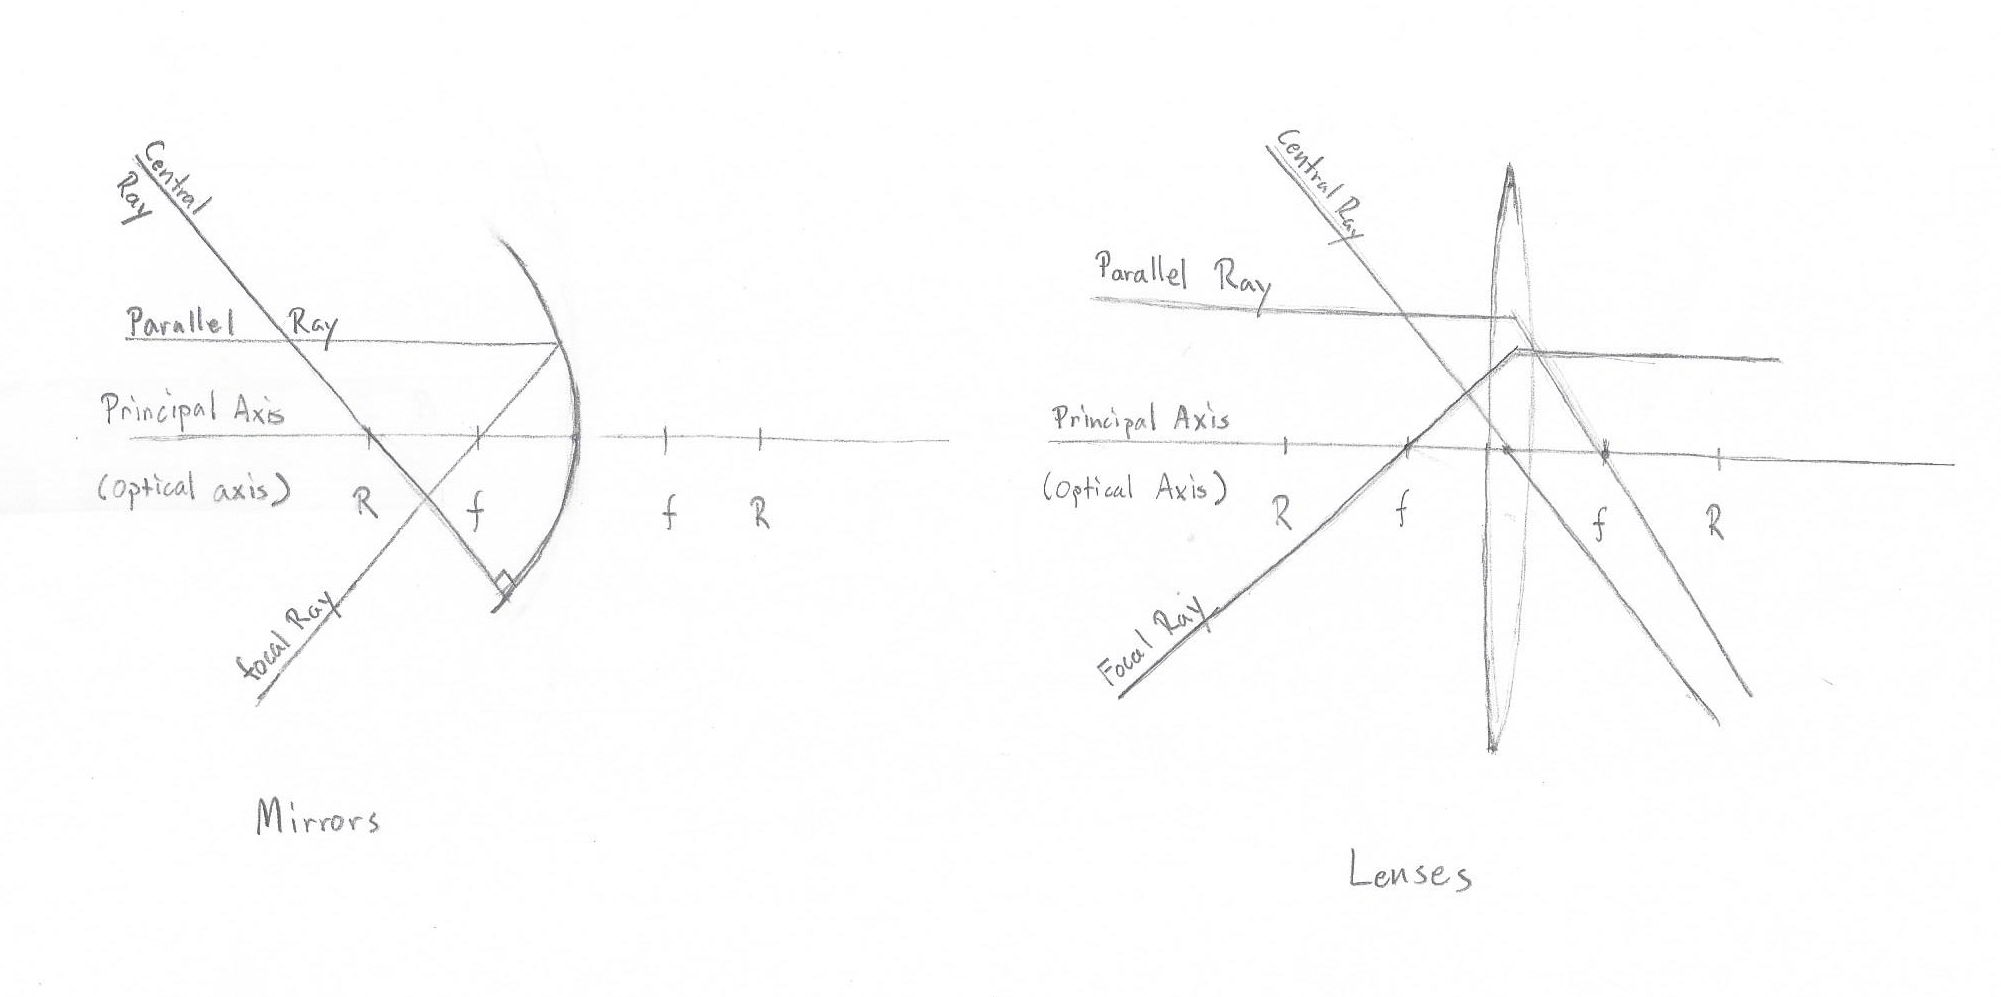 Central
Ray
Parallel Ray
Principal Axis
(Optical axis)
R f f R
focal Ray
Mirrors
Central Ray
Parallel Ray
Principal Axis
(Optical Axis)
R f f R
Focal Ray
Lenses